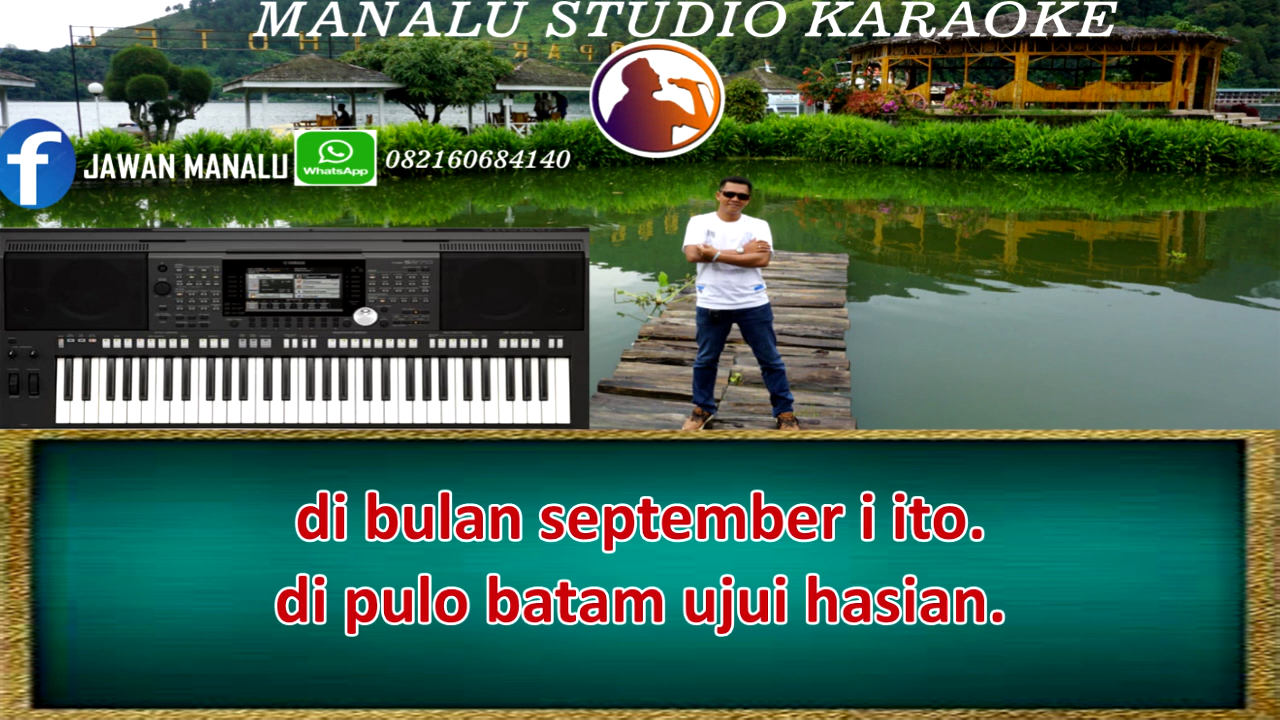 MANALU STUDIO KARAOKE
f JAWAN MANALU WhatsApp 082160684140
di bulan september i ito.
di pulo batam ujui hasian.